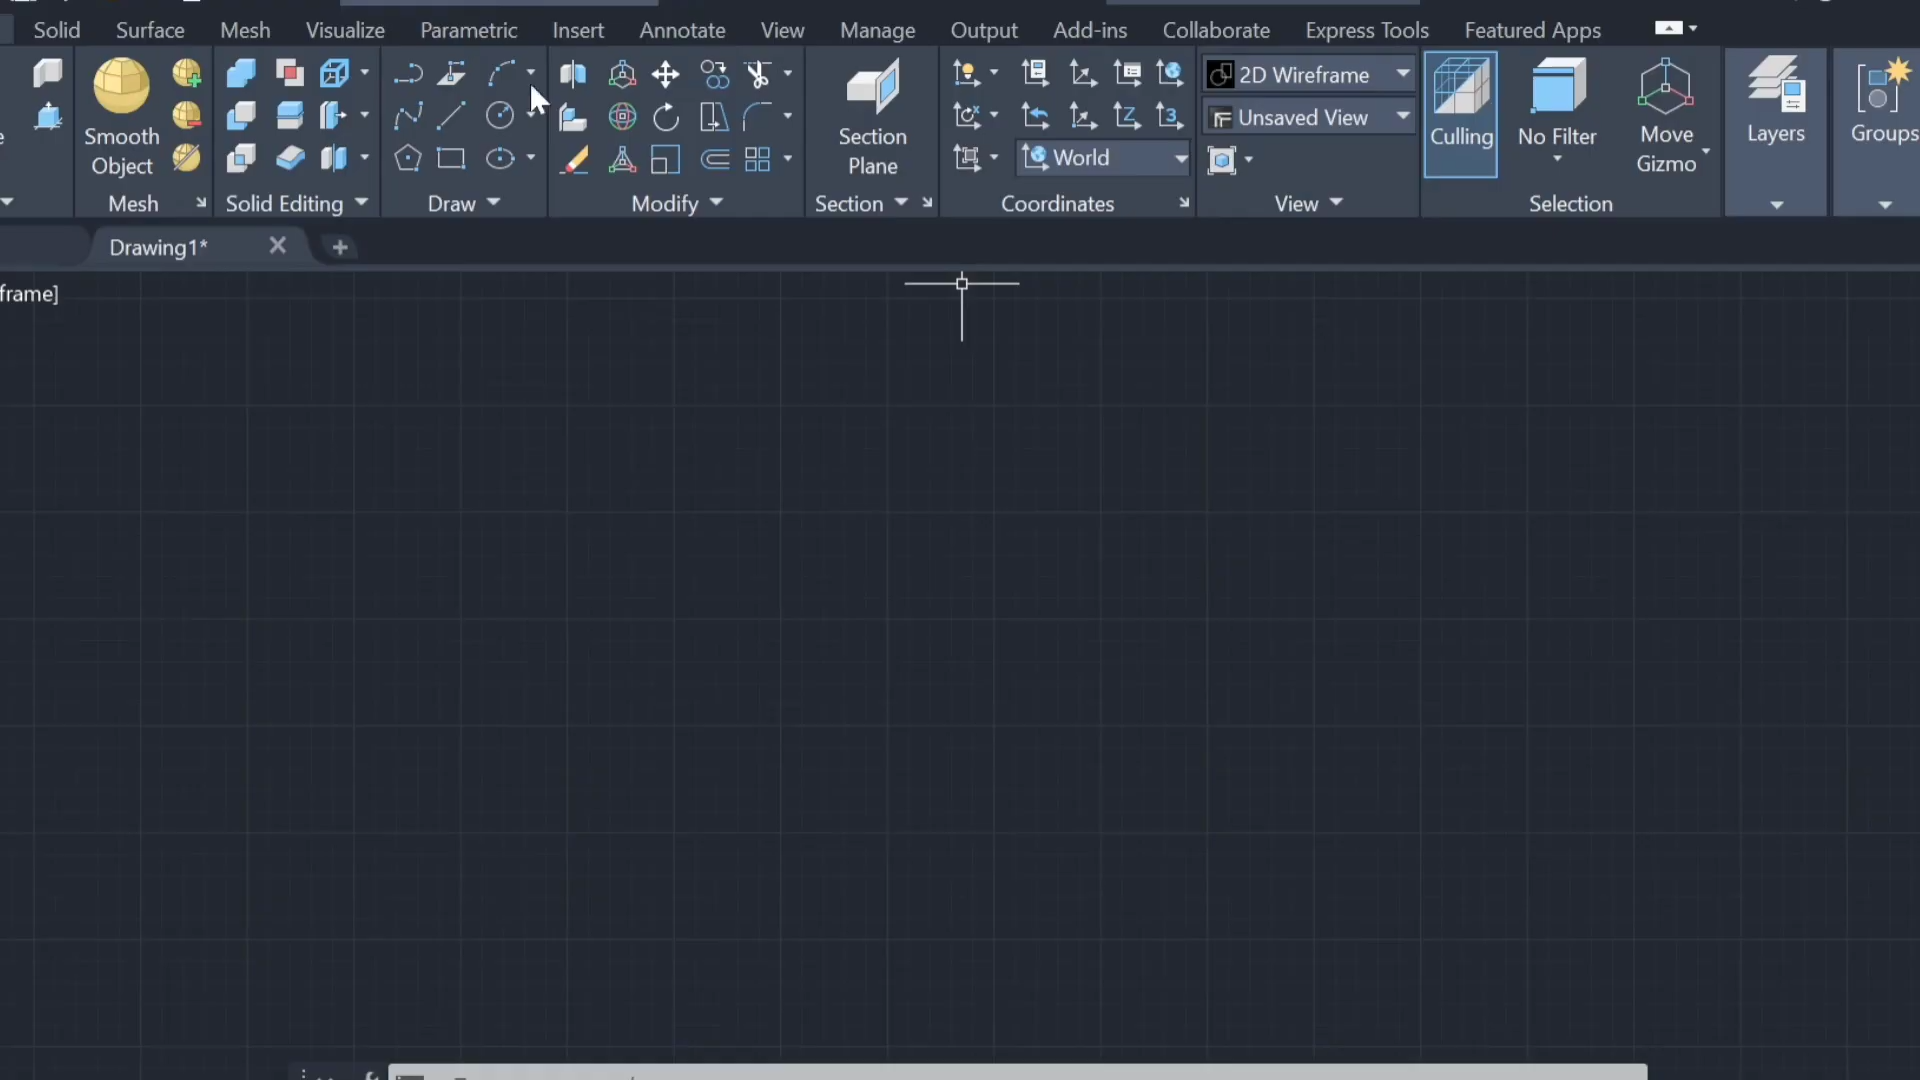 Solid Surface Mesh Visualize Parametric Insert Annotate View Manage Output Add-ins Collaborate Express Tools Featured Apps
2D Wireframe
Unsaved View
Smooth
Object
Section
Plane
World
Culling
No Filter
Move
Gizmo
Layers
Groups
Mesh
Solid Editing
Draw
Modify
Section
Coordinates
View
Selection
Drawing1*
frame]